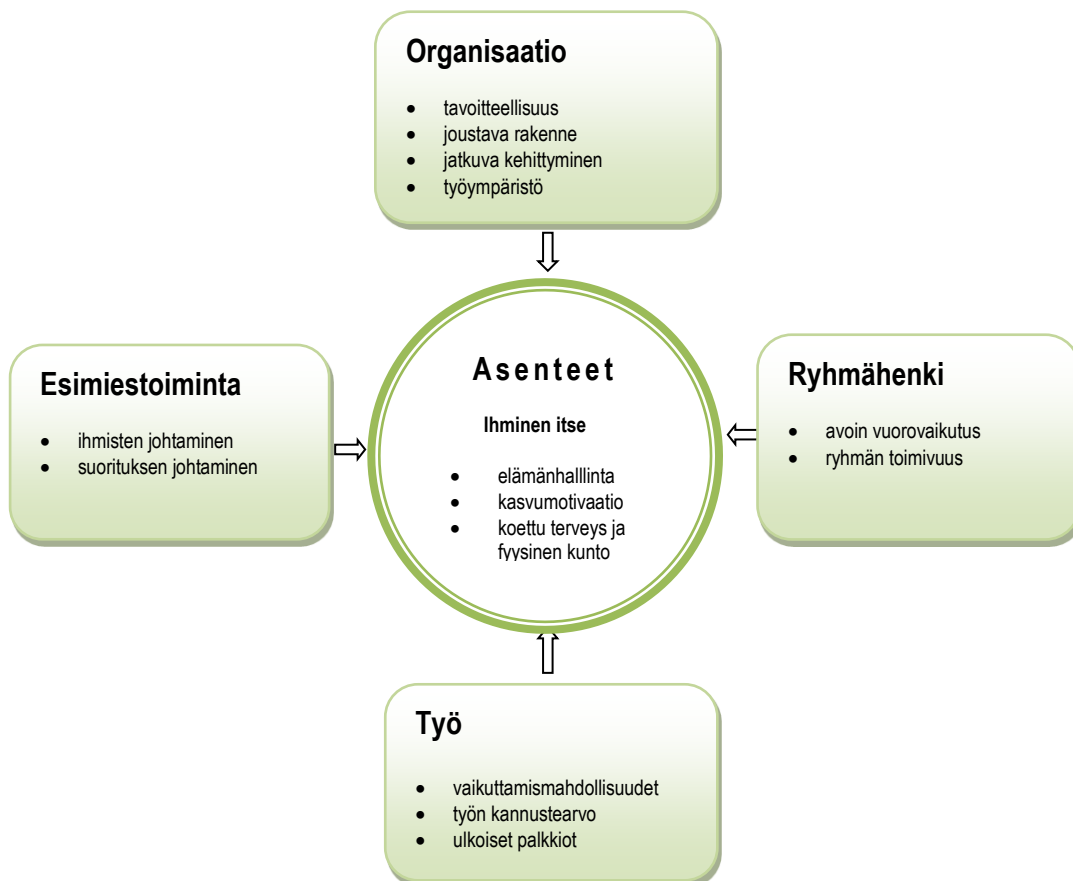 Organisaatio
• tavoitteellisuus
• joustava rakenne
• jatkuva kehittyminen
• työympäristö
Esimiestoiminta
• ihmisten johtaminen
• suorituksen johtaminen
Asenteet
Ihminen itse
• elämänhalllinta
• kasvumotivaatio
• koettu terveys ja
fyysinen kunto
Ryhmähenki
• avoin vuorovaikutus
• ryhmän toimivuus
Työ
• vaikuttamismahdollisuudet
• työn kannustearvo
• ulkoiset palkkiot